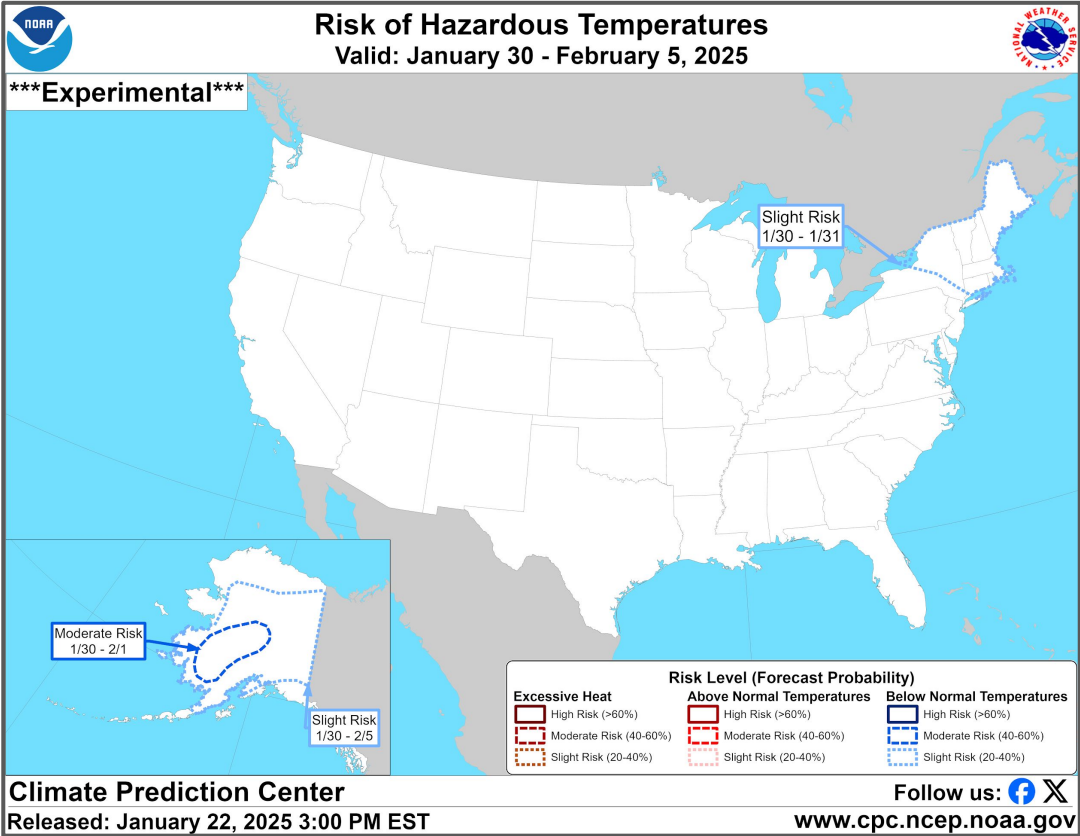 NOAA
Risk of Hazardous Temperatures
Valid: January 30 - February 5, 2025
NATIONAL WEATHER SERVICE
***Experimental***
Slight Risk
1/30 - 1/31
Moderate Risk
1/30 - 2/1
Slight Risk
1/30 - 2/5
Risk Level (Forecast Probability)
Excessive Heat
High Risk (>60%)
Moderate Risk (40-60%)
Slight Risk (20-40%)
Above Normal Temperatures
High Risk (>60%)
Moderate Risk (40-60%)
Slight Risk (20-40%)
Below Normal Temperatures
High Risk (>60%)
Moderate Risk (40-60%)
Slight Risk (20-40%)
Climate Prediction Center
Follow us:
Released: January 22, 2025 3:00 PM EST
www.cpc.ncep.noaa.gov